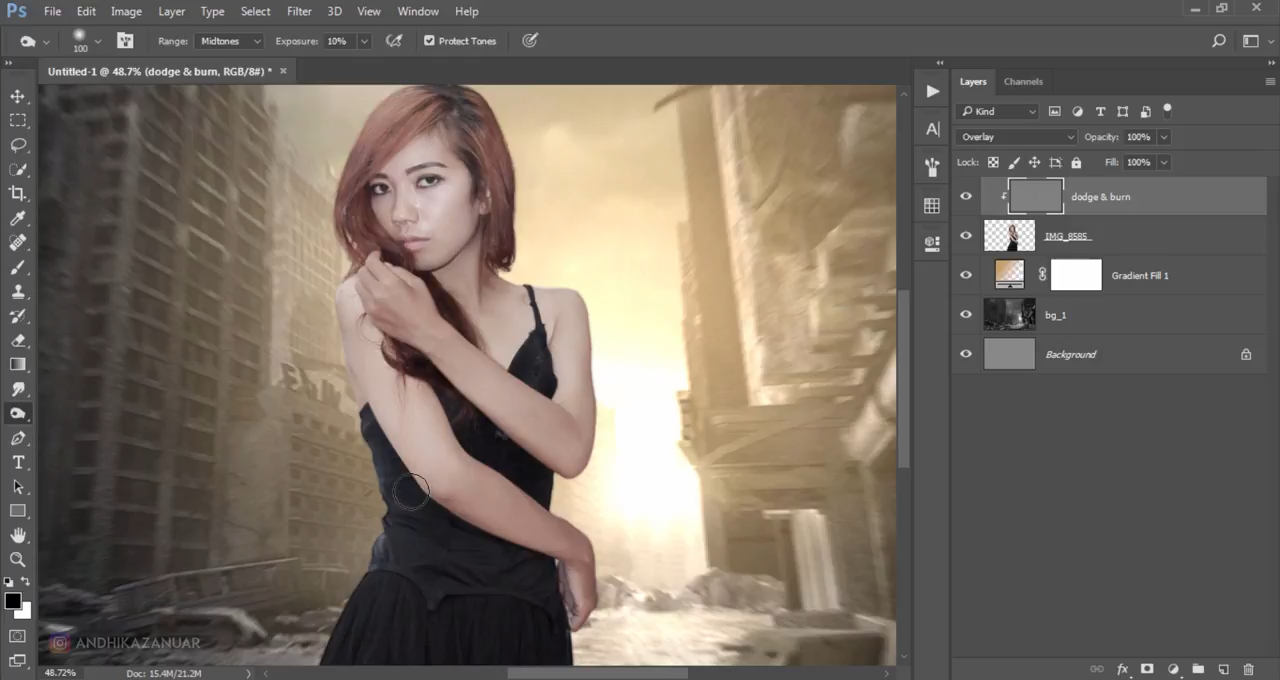 Ps File Edit Image Layer Type Select Filter 3D View Window Help
100 Range: Midtones Exposure: 10% Protect Tones
Untitled-1 @ 48.7% (dodge & burn, RGB/8#) * ×
Layers Channels
Kind
Overlay Opacity: 100%
Lock: Fill: 100%
dodge & burn
IMG_8585
Gradient Fill 1
bg_1
Background
ANDHIKAZANUAR
48.72% Doc: 15.4M/21.2M